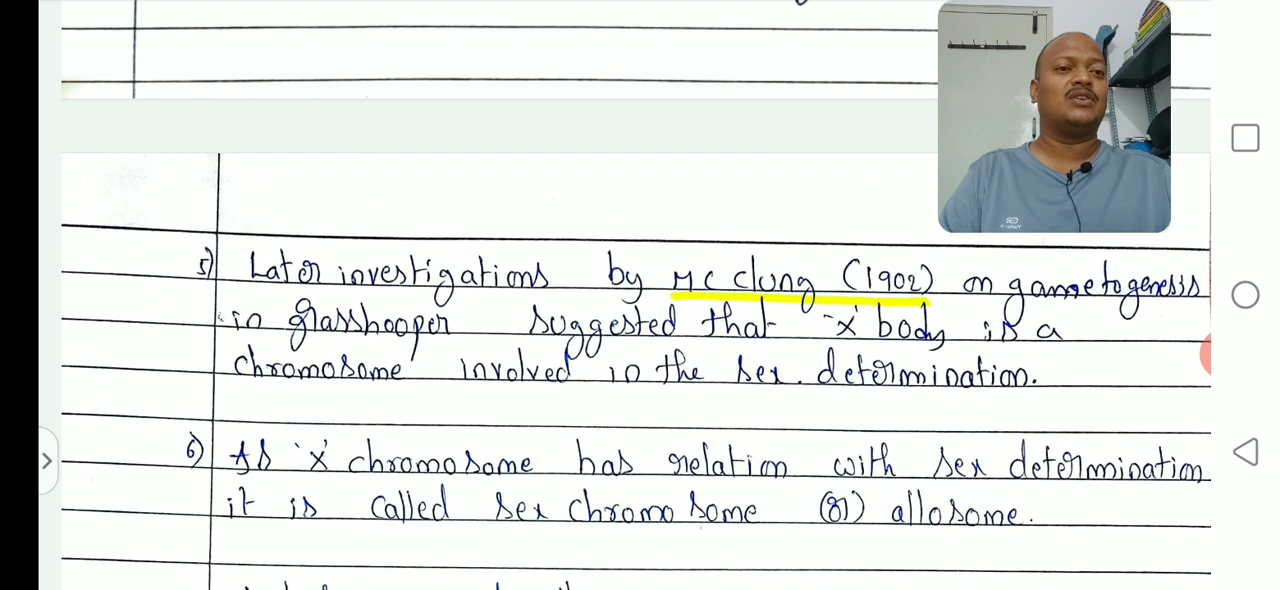 5) Later investigations by MC clung (1902) on gametogenesis
in grasshooper suggested that 'x' body is a
chromosome involved in the sex determination.
6) As 'x' chromosome has relation with sex determination
it is called sex chromosome (or) allosome.